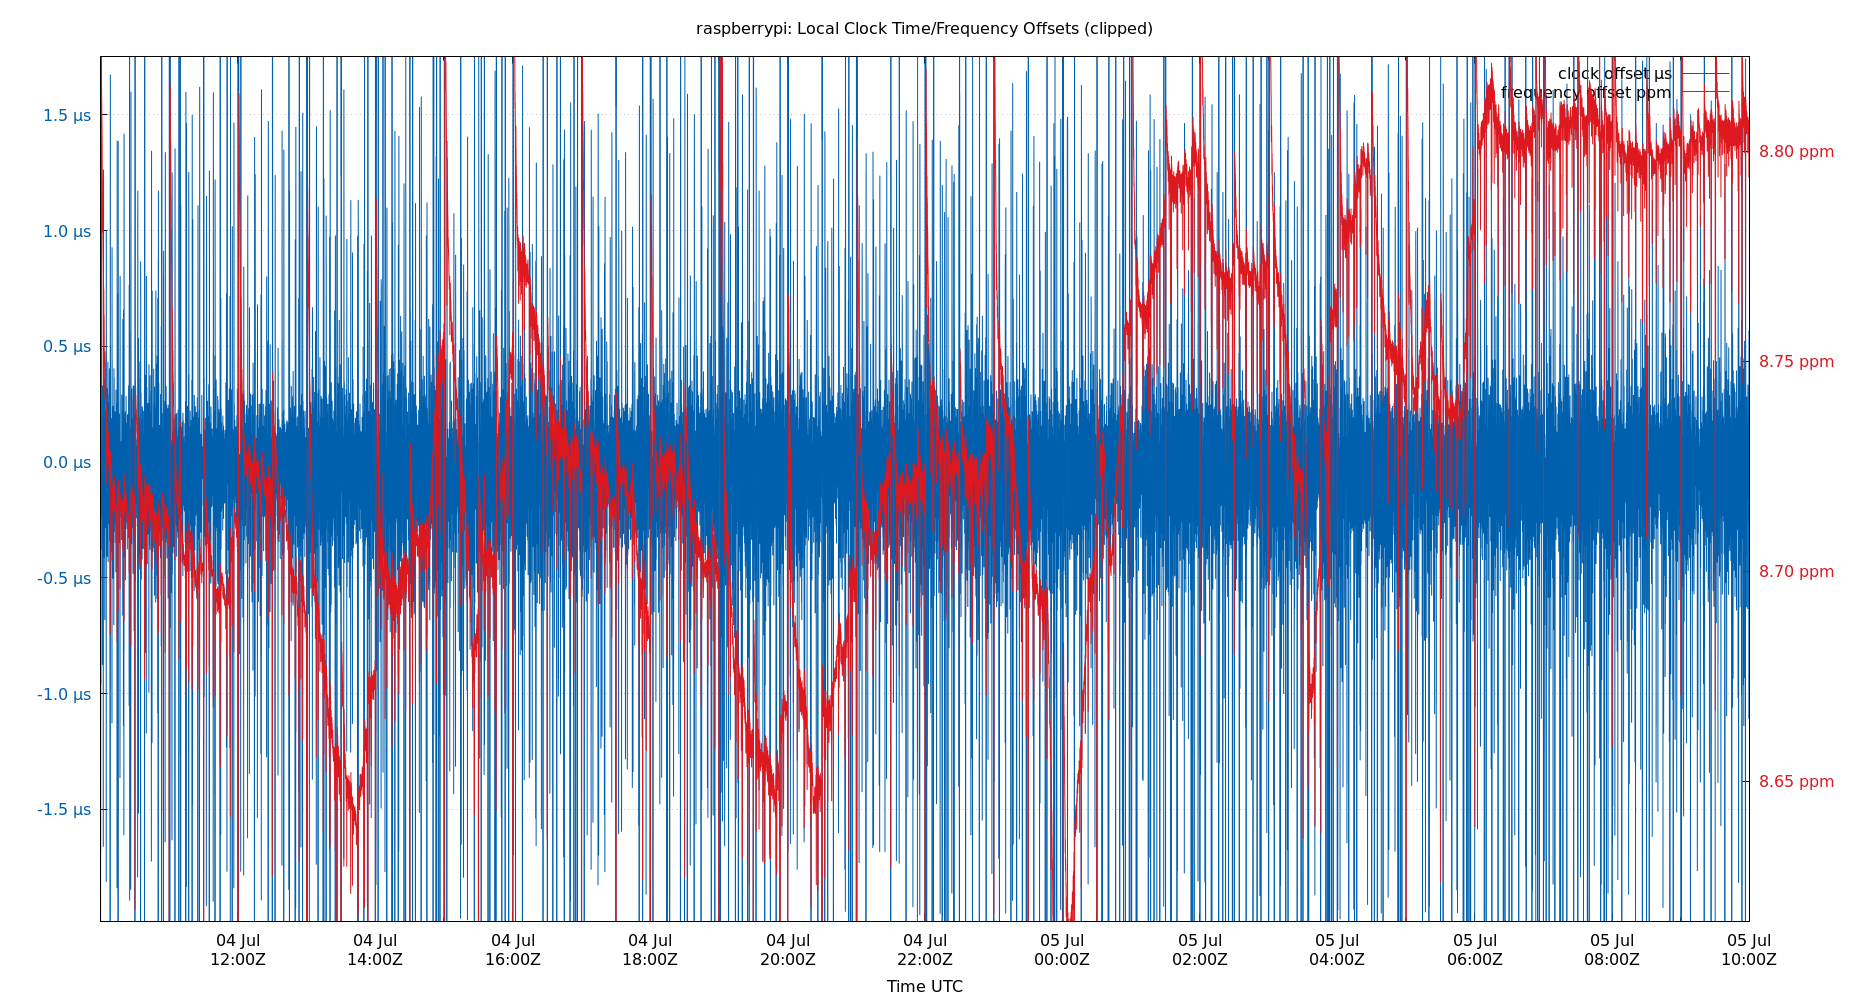 raspberrypi: Local Clock Time/Frequency Offsets (clipped)
clock offset µs
frequency offset ppm
1.5 µs
1.0 µs
0.5 µs
0.0 µs
-0.5 µs
-1.0 µs
-1.5 µs
8.80 ppm
8.75 ppm
8.70 ppm
8.65 ppm
04 Jul 04 Jul 04 Jul 04 Jul 04 Jul 04 Jul 05 Jul 05 Jul 05 Jul 05 Jul 05 Jul 05 Jul
12:00Z 14:00Z 16:00Z 18:00Z 20:00Z 22:00Z 00:00Z 02:00Z 04:00Z 06:00Z 08:00Z 10:00Z
Time UTC